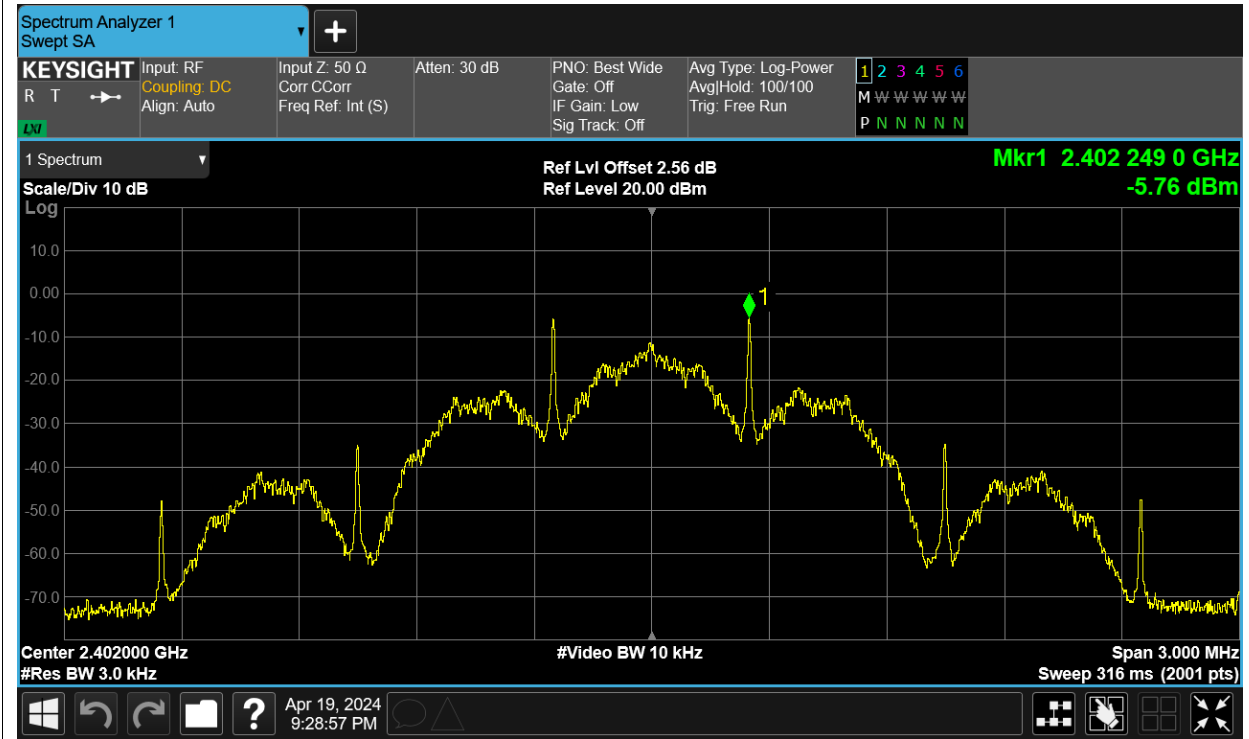 Spectrum Analyzer 1
Swept SA
KEYSIGHT
R T
LXI
Input: RF
Coupling: DC
Align: Auto
Input Z: 50 Ω
Corr CCorr
Freq Ref: Int (S)
Atten: 30 dB
PNO: Best Wide
Gate: Off
IF Gain: Low
Sig Track: Off
Avg Type: Log-Power
Avg|Hold: 100/100
Trig: Free Run
1 2 3 4 5 6
M W W W W W
P N N N N N
1 Spectrum
Scale/Div 10 dB
Log
Ref Lvl Offset 2.56 dB
Ref Level 20.00 dBm
Mkr1 2.402 249 0 GHz
-5.76 dBm
10.0
0.00
-10.0
-20.0
-30.0
-40.0
-50.0
-60.0
-70.0
1
Center 2.402000 GHz
#Res BW 3.0 kHz
#Video BW 10 kHz
Span 3.000 MHz
Sweep 316 ms (2001 pts)
?
Apr 19, 2024
9:28:57 PM